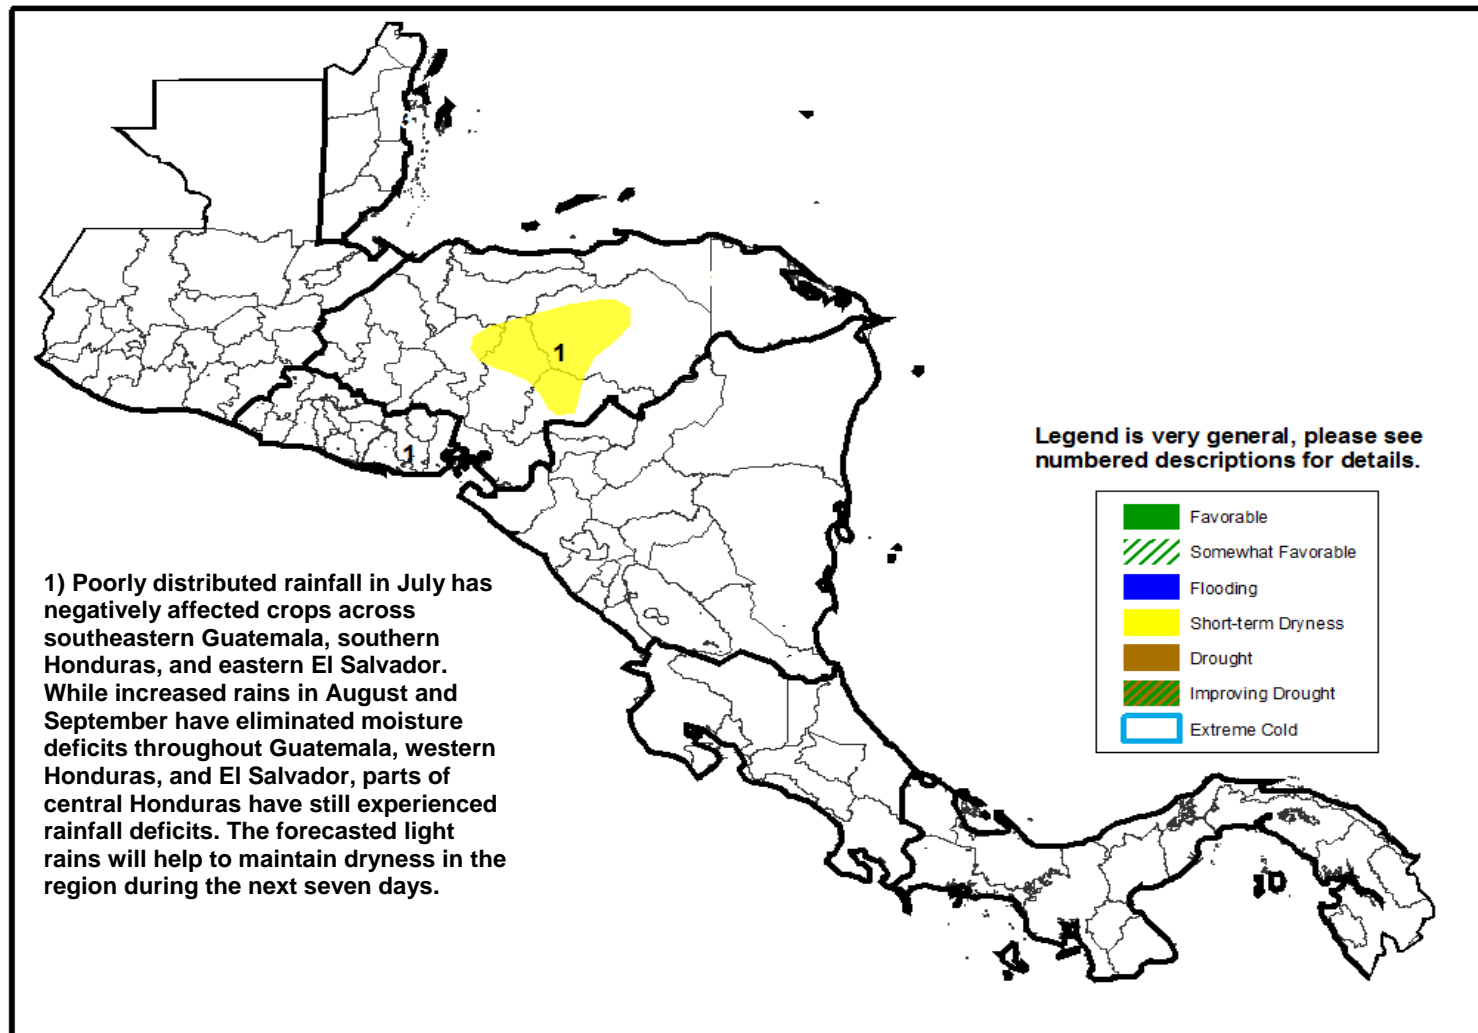 1
1
Legend is very general, please see
numbered descriptions for details.
Favorable
Somewhat Favorable
Flooding
Short-term Dryness
Drought
Improving Drought
Extreme Cold
1) Poorly distributed rainfall in July has
negatively affected crops across
southeastern Guatemala, southern
Honduras, and eastern El Salvador.
While increased rains in August and
September have eliminated moisture
deficits throughout Guatemala, western
Honduras, and El Salvador, parts of
central Honduras have still experienced
rainfall deficits. The forecasted light
rains will help to maintain dryness in the
region during the next seven days.